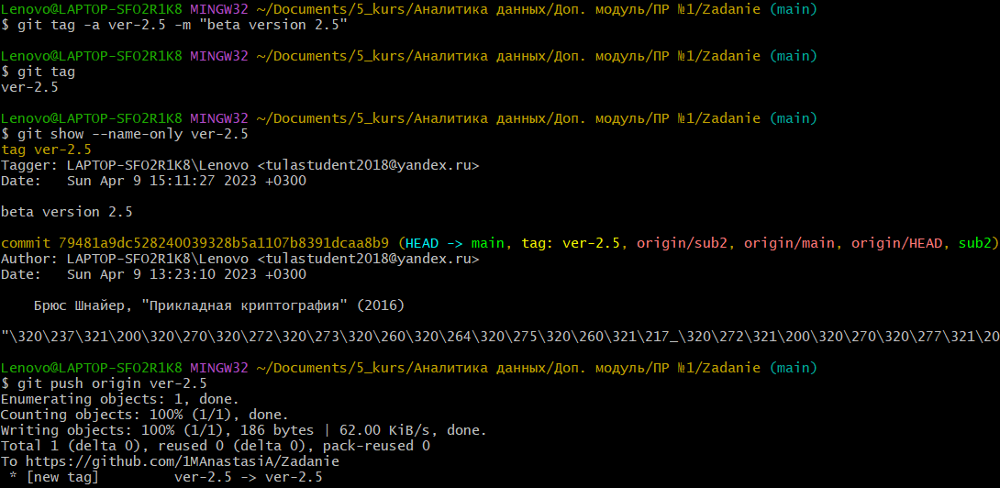 Lenovo@LAPTOP-SFO2R1K8 MINGW32 ~/Documents/5_kurs/Аналитика данных/Доп. модуль/ПР №1/Zadanie (main)
$ git tag -a ver-2.5 -m "beta version 2.5"
Lenovo@LAPTOP-SFO2R1K8 MINGW32 ~/Documents/5_kurs/Аналитика данных/Доп. модуль/ПР №1/Zadanie (main)
$ git tag
ver-2.5
Lenovo@LAPTOP-SFO2R1K8 MINGW32 ~/Documents/5_kurs/Аналитика данных/Доп. модуль/ПР №1/Zadanie (main)
$ git show --name-only ver-2.5
tag ver-2.5
Tagger: LAPTOP-SFO2R1K8\Lenovo <tulastudent2018@yandex.ru>
Date:   Sun Apr 9 15:11:27 2023 +0300
beta version 2.5
commit 79481a9dc528240039328b5a1107b8391dcaa8b9 (HEAD -> main, tag: ver-2.5, origin/sub2, origin/main, origin/HEAD, sub2)
Author: LAPTOP-SFO2R1K8\Lenovo <tulastudent2018@yandex.ru>
Date:   Sun Apr 9 13:23:10 2023 +0300
Брюс Шнайер, "Прикладная криптография" (2016)
"\320\237\321\200\320\270\320\272\320\273\320\260\320\264\320\275\320\260\321\217_\320\272\321\200\320\270\320\277\321\20
Lenovo@LAPTOP-SFO2R1K8 MINGW32 ~/Documents/5_kurs/Аналитика данных/Доп. модуль/ПР №1/Zadanie (main)
$ git push origin ver-2.5
Enumerating objects: 1, done.
Counting objects: 100% (1/1), done.
Writing objects: 100% (1/1), 186 bytes | 62.00 KiB/s, done.
Total 1 (delta 0), reused 0 (delta 0), pack-reused 0
To https://github.com/1MAnastasiA/Zadanie
 * [new tag]         ver-2.5 -> ver-2.5